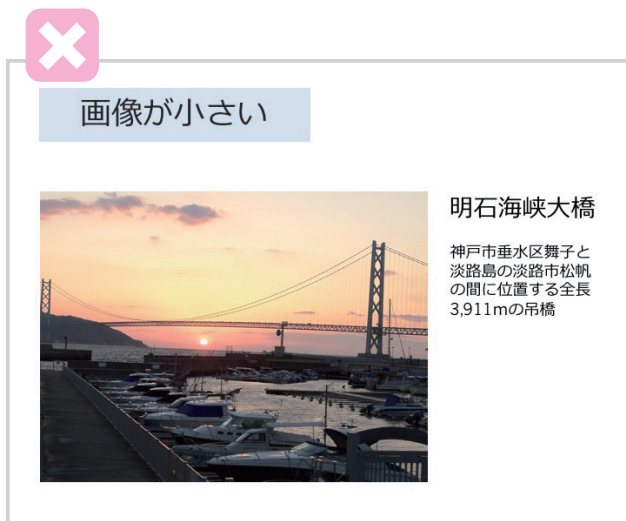 画像が小さい
明石海峡大橋
神戸市垂水区舞子と
淡路島の淡路市松帆
の間に位置する全長
3,911mの吊橋